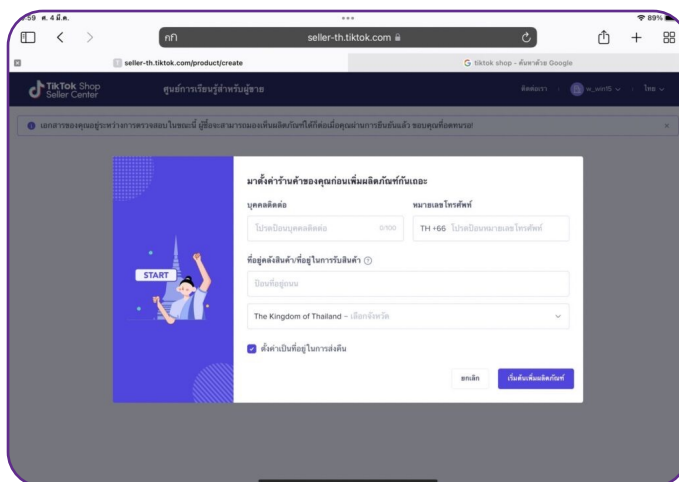 :59 ศ. 4 มี.ค.
89%
กก
seller-th.tiktok.com
seller-th.tiktok.com/product/create
G tiktok shop - ค้นหาด้วย Google
TikTok Shop
Seller Center
ศูนย์การเรียนรู้สำหรับผู้ขาย
ติดต่อเรา
w_win15
ไทย
เอกสารของคุณอยู่ระหว่างการตรวจสอบในขณะนี้ ผู้ซื้อจะสามารถมองเห็นผลิตภัณฑ์ได้ก็ต่อเมื่อคุณผ่านการยืนยันแล้ว ขอบคุณที่อดทนรอ!
START
มาตั้งค่าร้านค้าของคุณก่อนเพิ่มผลิตภัณฑ์กันเถอะ
บุคคลติดต่อ
หมายเลขโทรศัพท์
โปรดป้อนบุคคลติดต่อ 0/100
TH +66 โปรดป้อนหมายเลขโทรศัพท์
ที่อยู่คลังสินค้า/ที่อยู่ในการรับสินค้า
ป้อนที่อยู่ถนน
The Kingdom of Thailand – เลือกจังหวัด
ตั้งค่าเป็นที่อยู่ในการส่งคืน
ยกเลิก
เริ่มต้นเพิ่มผลิตภัณฑ์